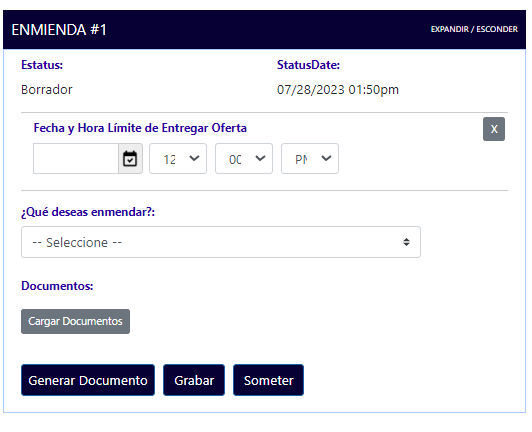 ENMIENDA #1 EXPANDIR / ESCONDER
Estatus: StatusDate:
Borrador 07/28/2023 01:50pm
Fecha y Hora Límite de Entregar Oferta X
12 00 PM
¿Qué deseas enmendar?:
-- Seleccione --
Documentos:
Cargar Documentos
Generar Documento Grabar Someter